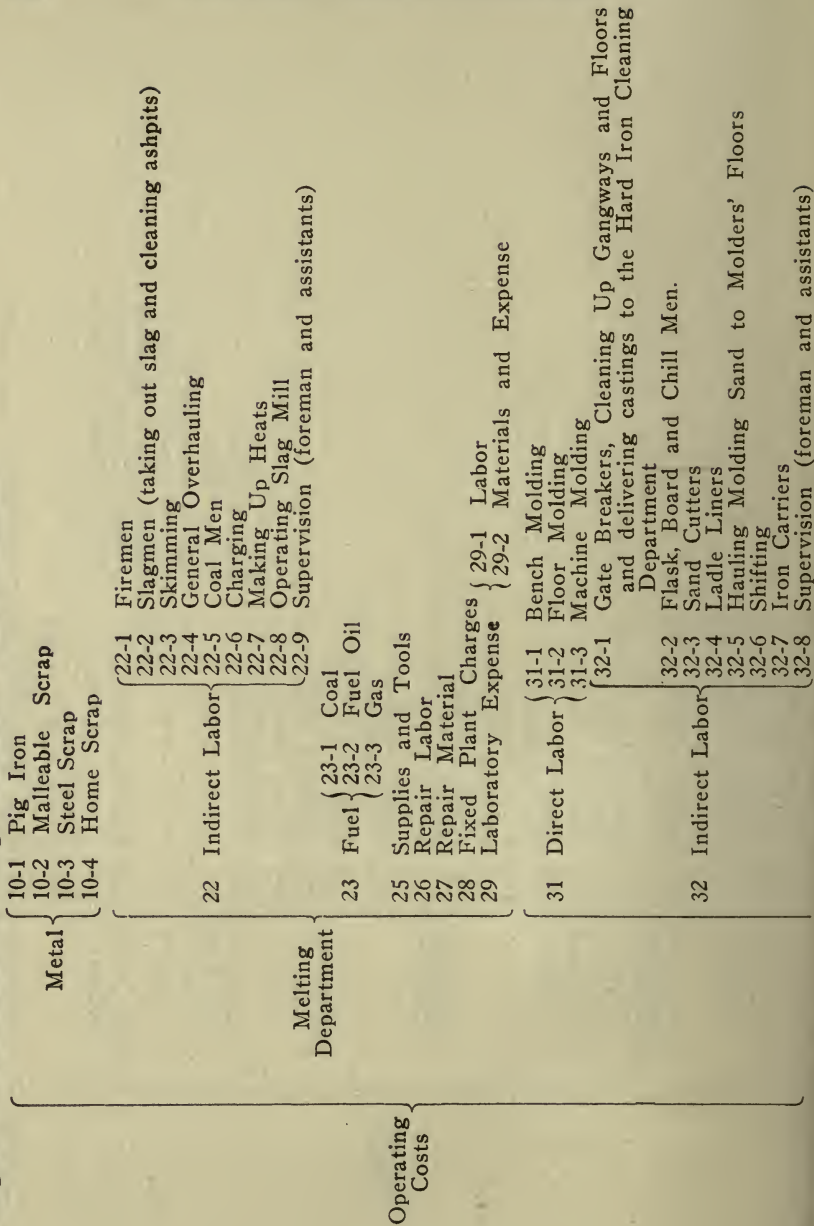 Operating
Costs
Metal
10-1 Pig Iron
10-2 Malleable Scrap
10-3 Steel Scrap
10-4 Home Scrap
Melting
Department
22 Indirect Labor
22-1 Firemen
22-2 Slagmen (taking out slag and cleaning ashpits)
22-3 Skimming
22-4 General Overhauling
22-5 Coal Men
22-6 Charging
22-7 Making Up Heats
22-8 Operating Slag Mill
22-9 Supervision (foreman and assistants)
23 Fuel
23-1 Coal
23-2 Fuel Oil
23-3 Gas
25 Supplies and Tools
26 Repair Labor
27 Repair Material
28 Fixed Plant Charges
29 Laboratory Expense
29-1 Labor
29-2 Materials and Expense
31 Direct Labor
31-1 Bench Molding
31-2 Floor Molding
31-3 Machine Molding
32 Indirect Labor
32-1 Gate Breakers, Cleaning Up Gangways and Floors
and delivering castings to the Hard Iron Cleaning
Department
32-2 Flask, Board and Chill Men.
32-3 Sand Cutters
32-4 Ladle Liners
32-5 Hauling Molding Sand to Molders' Floors
32-6 Shifting
32-7 Iron Carriers
32-8 Supervision (foreman and assistants)